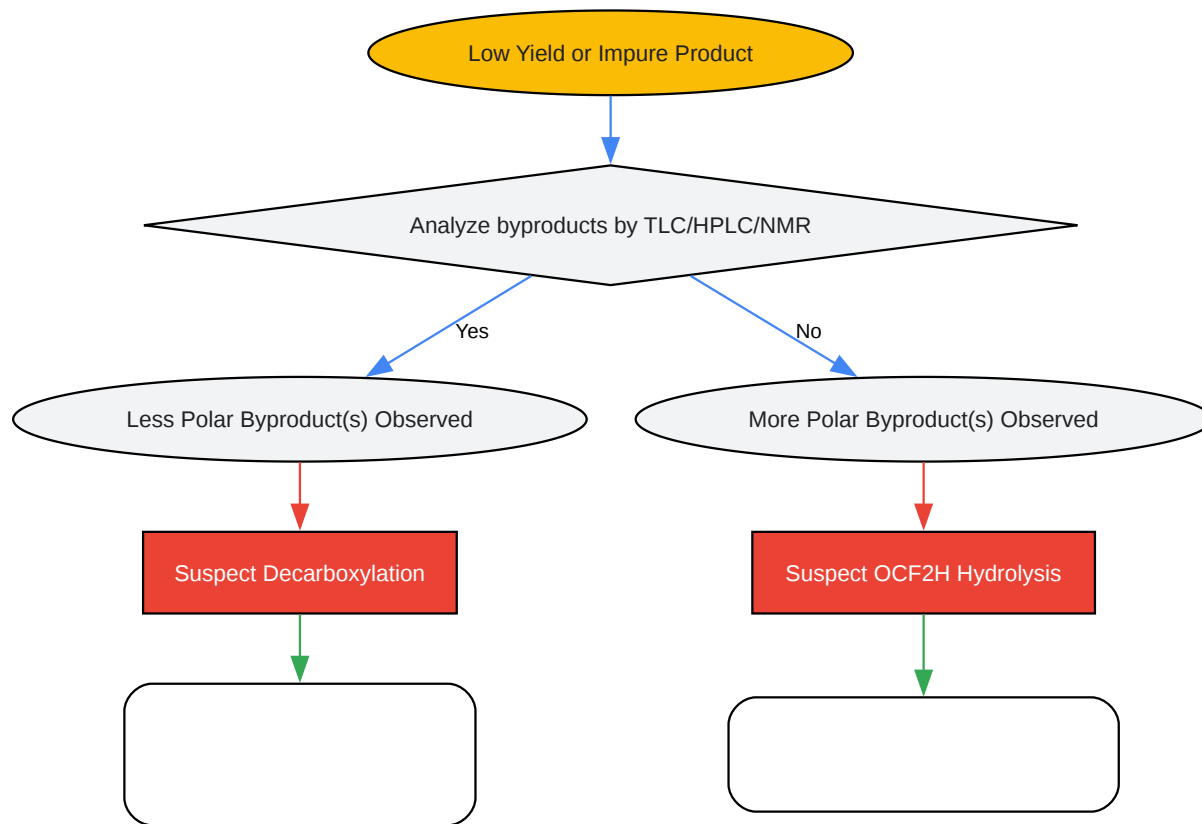 Low Yield or Impure Product
Analyze byproducts by TLC/HPLC/NMR
Yes
No
Less Polar Byproduct(s) Observed
More Polar Byproduct(s) Observed
Suspect Decarboxylation
Suspect OCF2H Hydrolysis